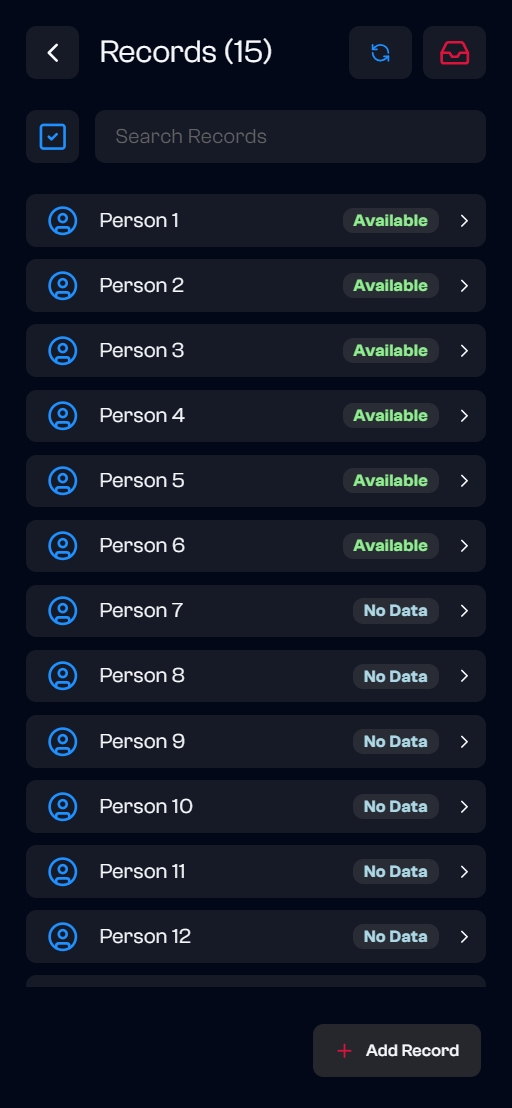 Records (15)
Search Records
Person 1 Available
Person 2 Available
Person 3 Available
Person 4 Available
Person 5 Available
Person 6 Available
Person 7 No Data
Person 8 No Data
Person 9 No Data
Person 10 No Data
Person 11 No Data
Person 12 No Data
Add Record